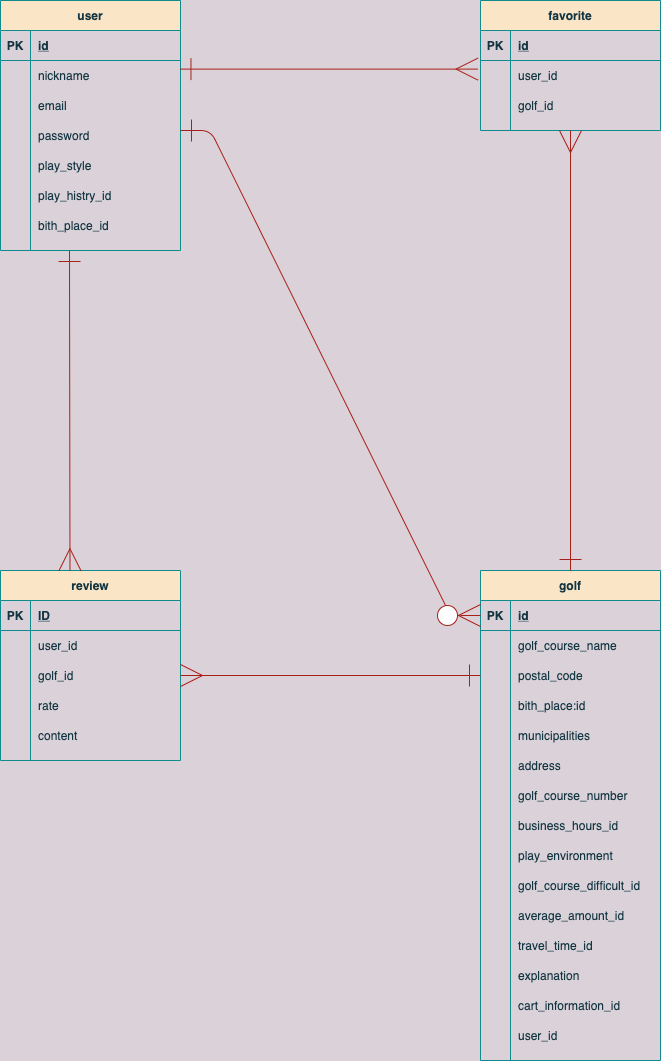 user
PK id
nickname
email
password
play_style
play_histry_id
bith_place_id
favorite
PK id
user_id
golf_id
review
PK ID
user_id
golf_id
rate
content
golf
PK id
golf_course_name
postal_code
bith_place:id
municipalities
address
golf_course_number
business_hours_id
play_environment
golf_course_difficult_id
average_amount_id
travel_time_id
explanation
cart_information_id
user_id